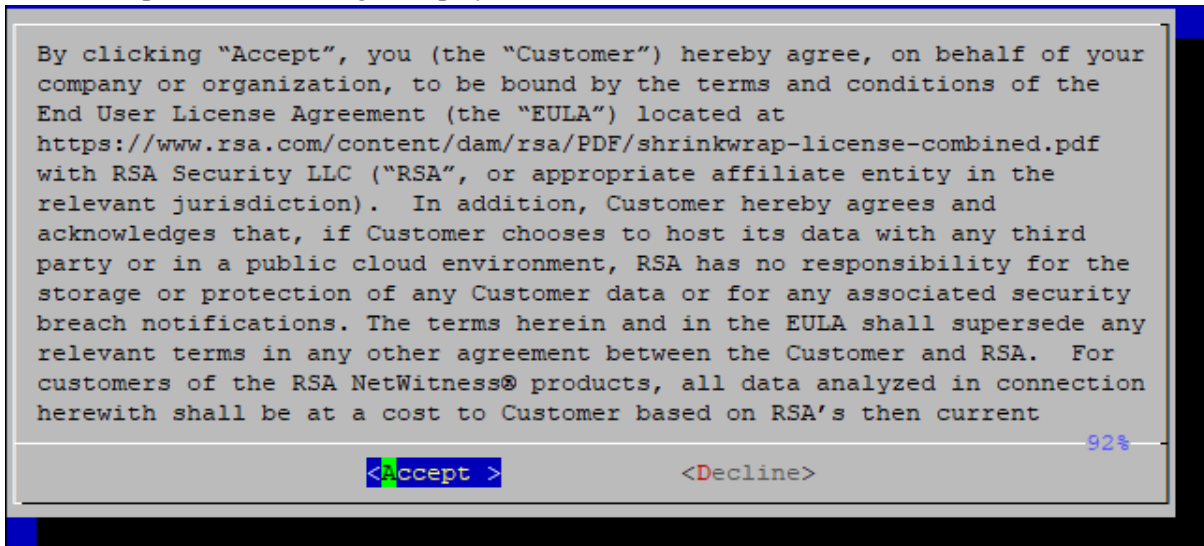 By clicking “Accept”, you (the “Customer”) hereby agree, on behalf of your
company or organization, to be bound by the terms and conditions of the
End User License Agreement (the “EULA”) located at
https://www.rsa.com/content/dam/rsa/PDF/shrinkwrap-license-combined.pdf
with RSA Security LLC (“RSA”, or appropriate affiliate entity in the
relevant jurisdiction).  In addition, Customer hereby agrees and
acknowledges that, if Customer chooses to host its data with any third
party or in a public cloud environment, RSA has no responsibility for the
storage or protection of any Customer data or for any associated security
breach notifications. The terms herein and in the EULA shall supersede any
relevant terms in any other agreement between the Customer and RSA.  For
customers of the RSA NetWitness® products, all data analyzed in connection
herewith shall be at a cost to Customer based on RSA’s then current
92%
<Accept > <Decline>